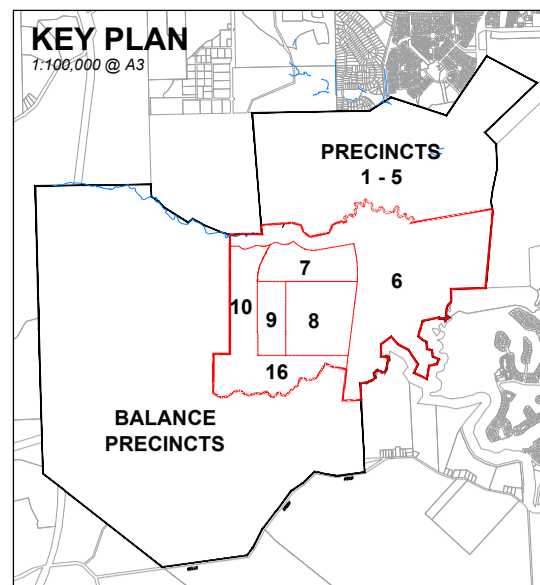 KEY PLAN
1:100,000 @ A3
PRECINCTS
1 - 5
7
6
10
9
8
16
BALANCE
PRECINCTS